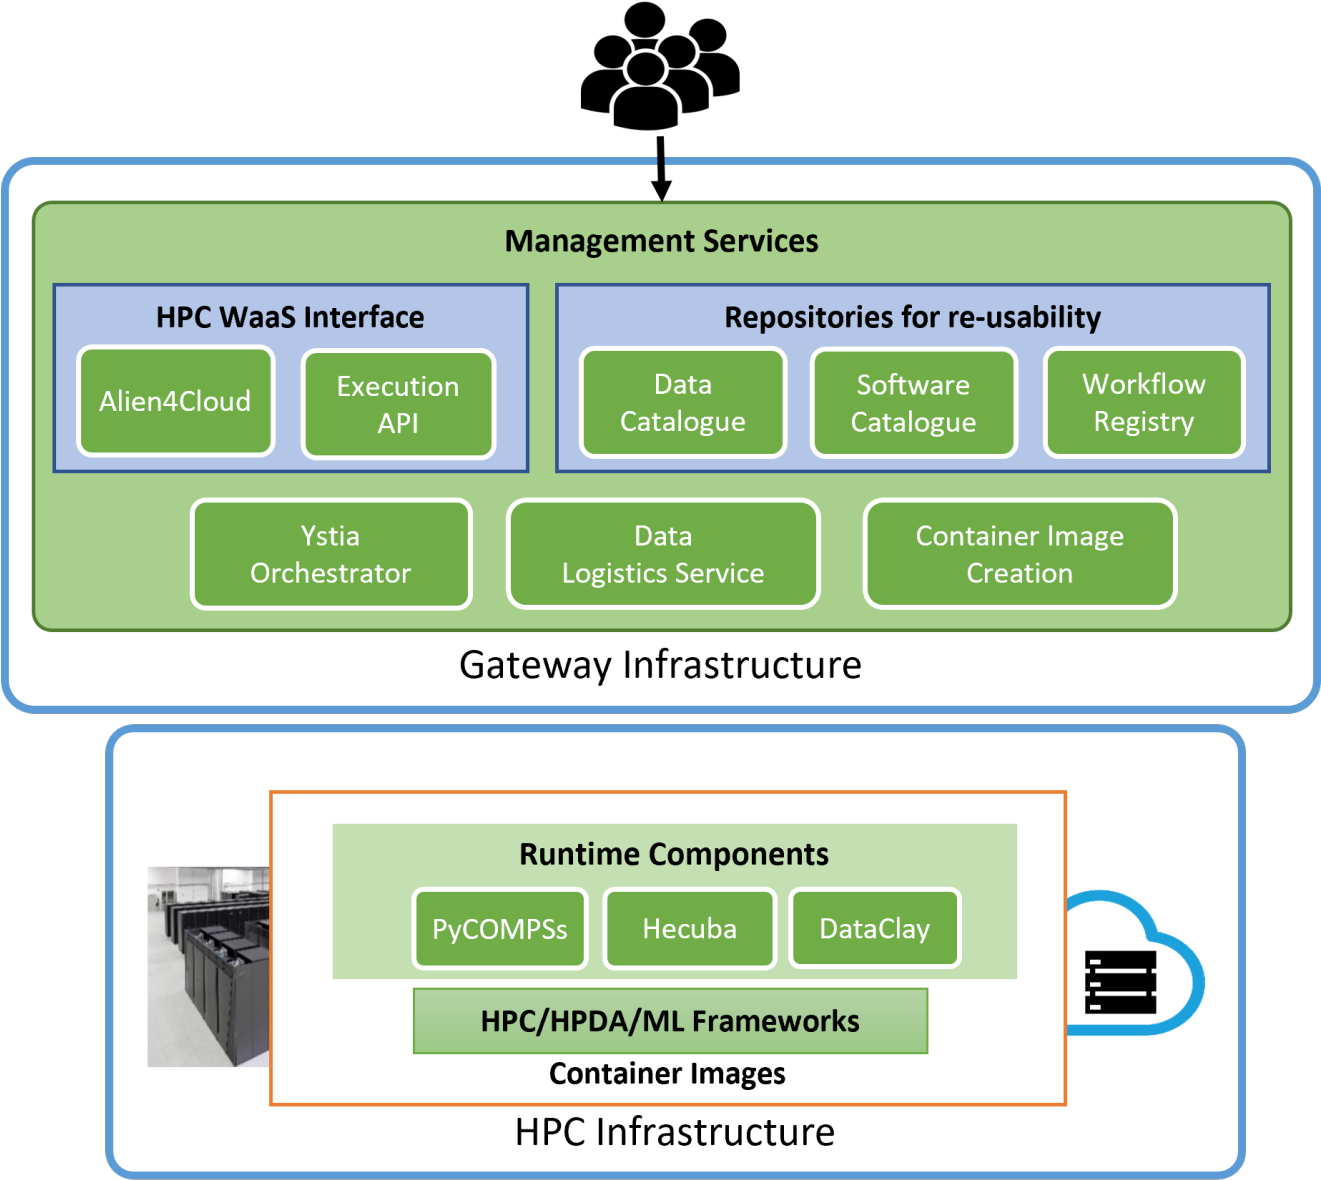 Management Services
HPC WaaS Interface
Alien4Cloud
Execution
API
Repositories for re-usability
Data
Catalogue
Software
Catalogue
Workflow
Registry
Ystia
Orchestrator
Data
Logistics Service
Container Image
Creation
Gateway Infrastructure
Runtime Components
PyCOMPSs
Hecuba
DataClay
HPC/HPDA/ML Frameworks
Container Images
HPC Infrastructure